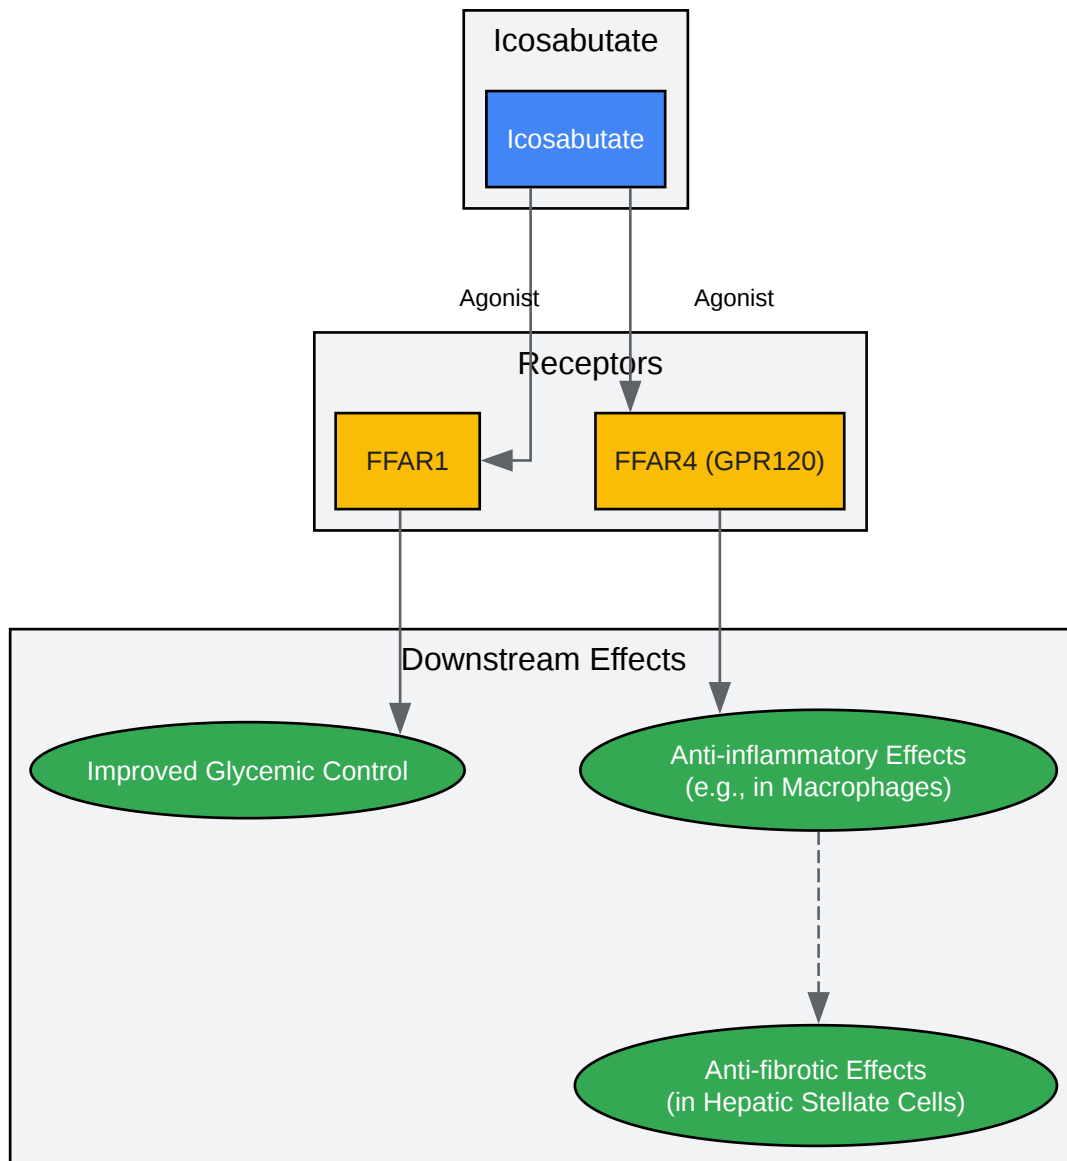 Icosabutate
Icosabutate
Agonist
Agonist
Receptors
FFAR1
FFAR4 (GPR120)
Downstream Effects
Improved Glycemic Control
Anti-inflammatory Effects
(e.g., in Macrophages)
Anti-fibrotic Effects
(in Hepatic Stellate Cells)